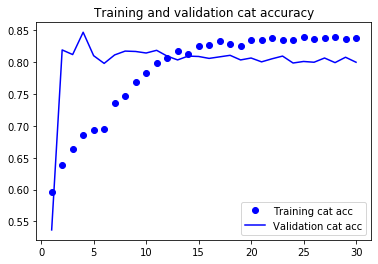 Training and validation cat accuracy
0.85
0.80
0.75
0.70
0.65
0.60
0.55
Training cat acc
Validation cat acc
0 5 10 15 20 25 30